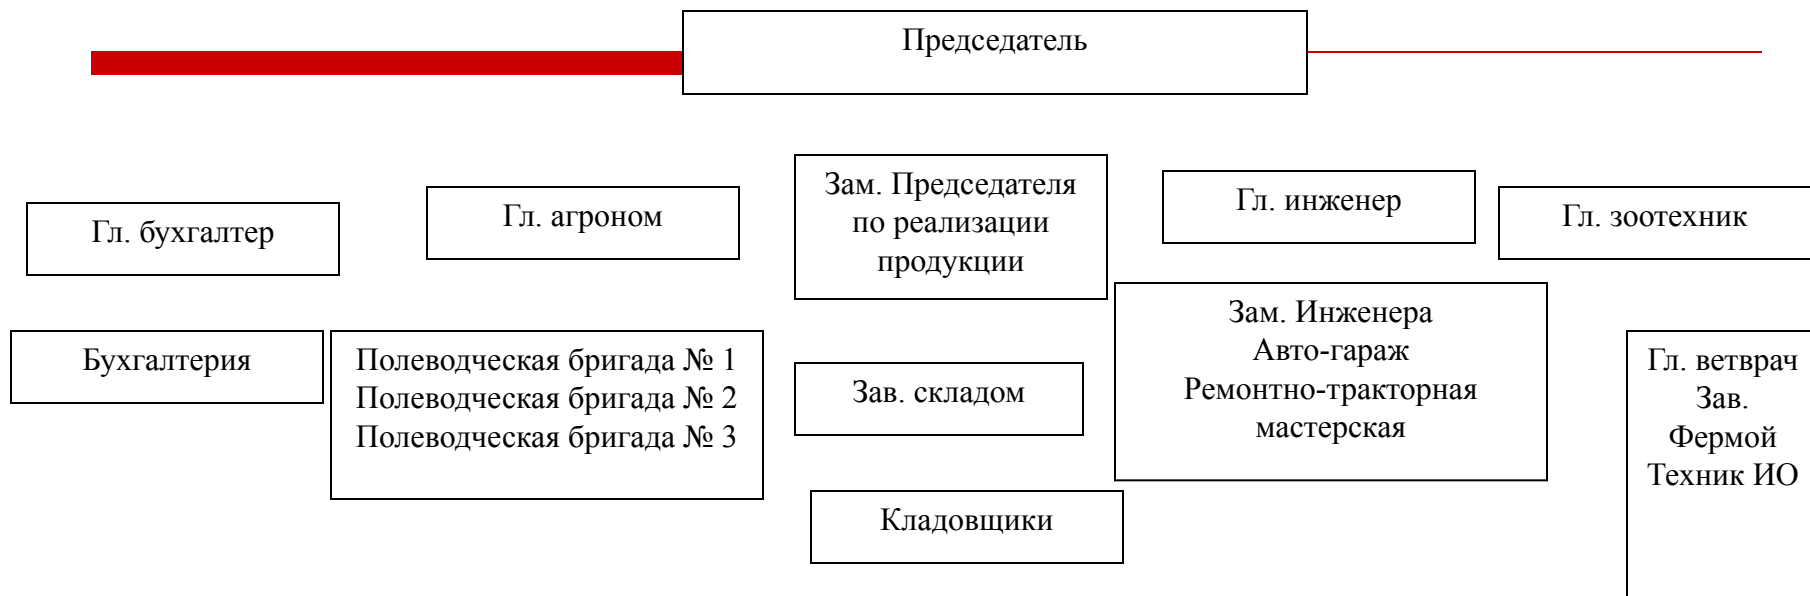 Председатель
Гл. бухгалтер
Гл. агроном
Зам. Председателя
по реализации
продукции
Гл. инженер
Гл. зоотехник
Бухгалтерия
Полеводческая бригада № 1
Полеводческая бригада № 2
Полеводческая бригада № 3
Зав. складом
Зам. Инженера
Авто-гараж
Ремонтно-тракторная
мастерская
Гл. ветврач
Зав.
Фермой
Техник ИО
Кладовщики